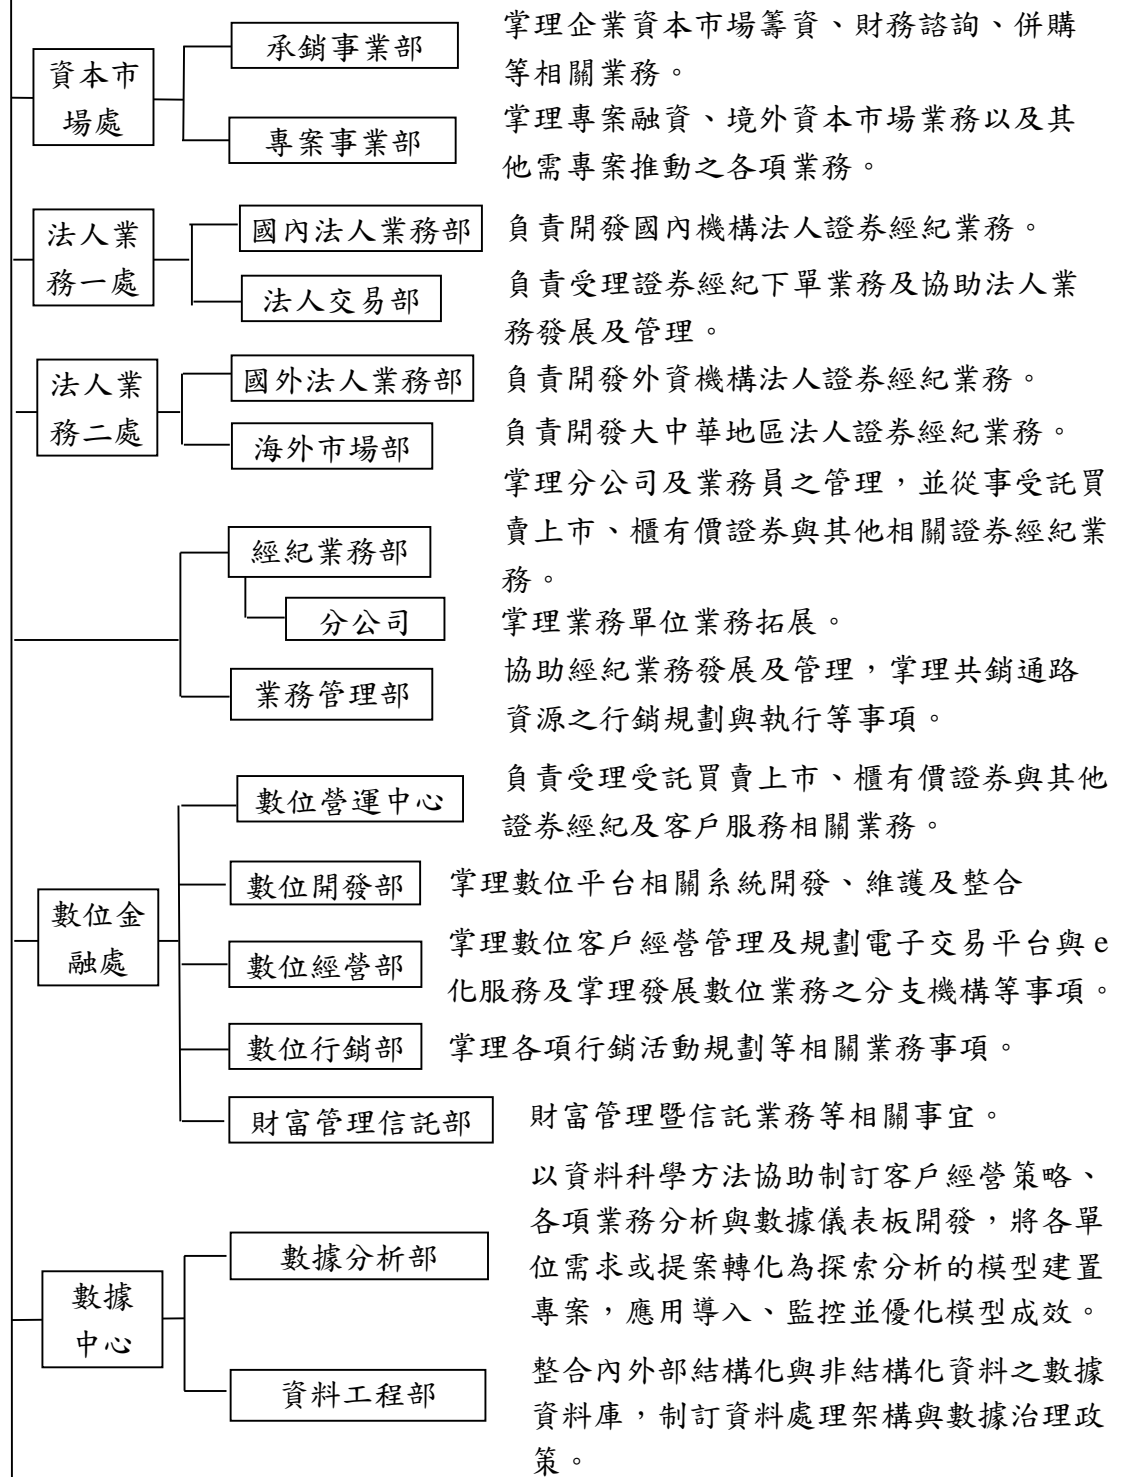 資本市
場處
承銷事業部
掌理企業資本市場籌資、財務諮詢、併購
等相關業務。
專案事業部
掌理專案融資、境外資本市場業務以及其
他需專案推動之各項業務。
法人業
務一處
國內法人業務部
負責開發國內機構法人證券經紀業務。
法人交易部
負責受理證券經紀下單業務及協助法人業
務發展及管理。
法人業
務二處
國外法人業務部
負責開發外資機構法人證券經紀業務。
海外市場部
負責開發大中華地區法人證券經紀業務。
經紀業務部
掌理分公司及業務員之管理，並從事受託買
賣上市、櫃有價證券與其他相關證券經紀業
務。
分公司
掌理業務單位業務拓展。
業務管理部
協助經紀業務發展及管理，掌理共銷通路
資源之行銷規劃與執行等事項。
數位金
融處
數位營運中心
負責受理受託買賣上市、櫃有價證券與其他
證券經紀及客戶服務相關業務。
數位開發部
掌理數位平台相關系統開發、維護及整合
數位經營部
掌理數位客戶經營管理及規劃電子交易平台與 e
化服務及掌理發展數位業務之分支機構等事項。
數位行銷部
掌理各項行銷活動規劃等相關業務事項。
財富管理信託部
財富管理暨信託業務等相關事宜。
數據
中心
數據分析部
以資料科學方法協助制訂客戶經營策略、
各項業務分析與數據儀表板開發，將各單
位需求或提案轉化為探索分析的模型建置
專案，應用導入、監控並優化模型成效。
資料工程部
整合內外部結構化與非結構化資料之數據
資料庫，制訂資料處理架構與數據治理政
策。